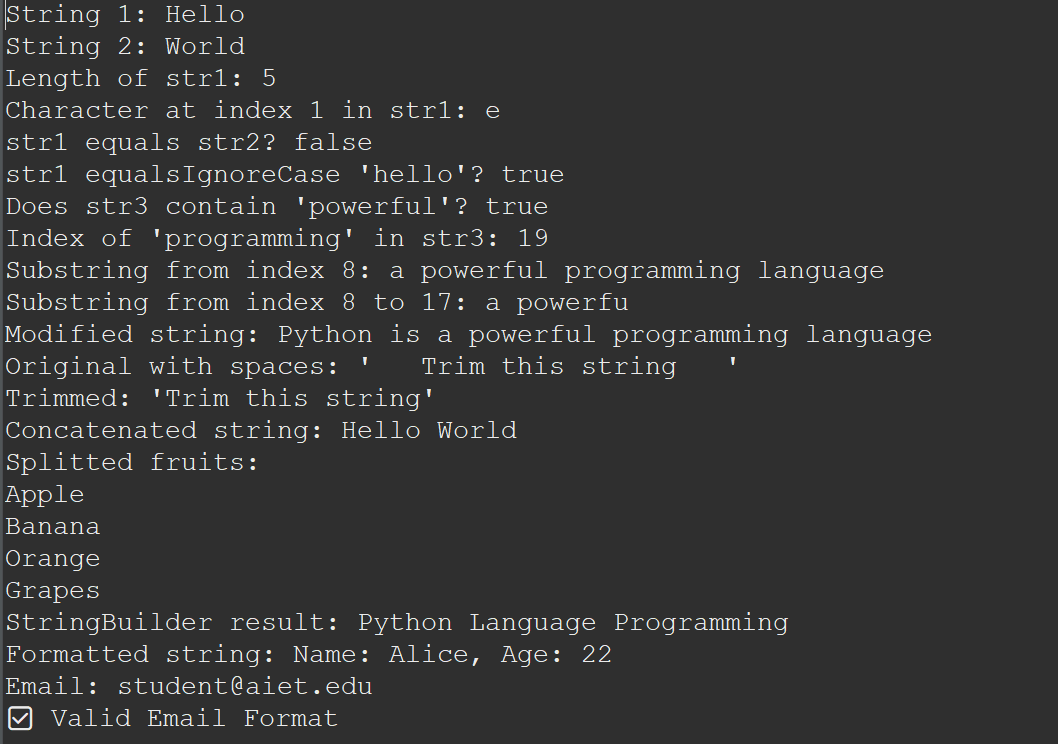 String 1: Hello
String 2: World
Length of str1: 5
Character at index 1 in str1: e
str1 equals str2? false
str1 equalsIgnoreCase 'hello'? true
Does str3 contain 'powerful'? true
Index of 'programming' in str3: 19
Substring from index 8: a powerful programming language
Substring from index 8 to 17: a powerfu
Modified string: Python is a powerful programming language
Original with spaces: '   Trim this string   '
Trimmed: 'Trim this string'
Concatenated string: Hello World
Splitted fruits:
Apple
Banana
Orange
Grapes
StringBuilder result: Python Language Programming
Formatted string: Name: Alice, Age: 22
Email: student@aiet.edu
☑ Valid Email Format